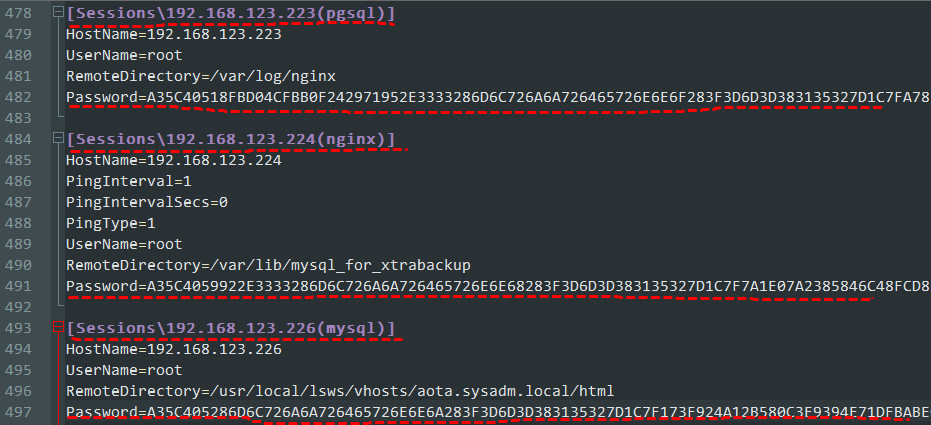 478 [Sessions\192.168.123.223(pgsql)]
479 HostName=192.168.123.223
480 UserName=root
481 RemoteDirectory=/var/log/nginx
482 Password=A35C40518FBD04CFBB0F242971952E3333286D6C726A6A726465726E6E6F283F3D6D3D383135327D1C7FA78
483
484 [Sessions\192.168.123.224(nginx)]
485 HostName=192.168.123.224
486 PingInterval=1
487 PingIntervalSecs=0
488 PingType=1
489 UserName=root
490 RemoteDirectory=/var/lib/mysql_for_xtrabackup
491 Password=A35C4059922E3333286D6C726A6A726465726E6E68283F3D6D3D383135327D1C7F7A1E07A2385846C48FCD8
492
493 [Sessions\192.168.123.226(mysql)]
494 HostName=192.168.123.226
495 UserName=root
496 RemoteDirectory=/usr/local/lsws/vhosts/aota.sysadm.local/html
497 Password=A35C405286D6C726A6A726465726E6E6A283F3D6D3D383135327D1C7F173F924A12B580C3F9394E71DFBABE